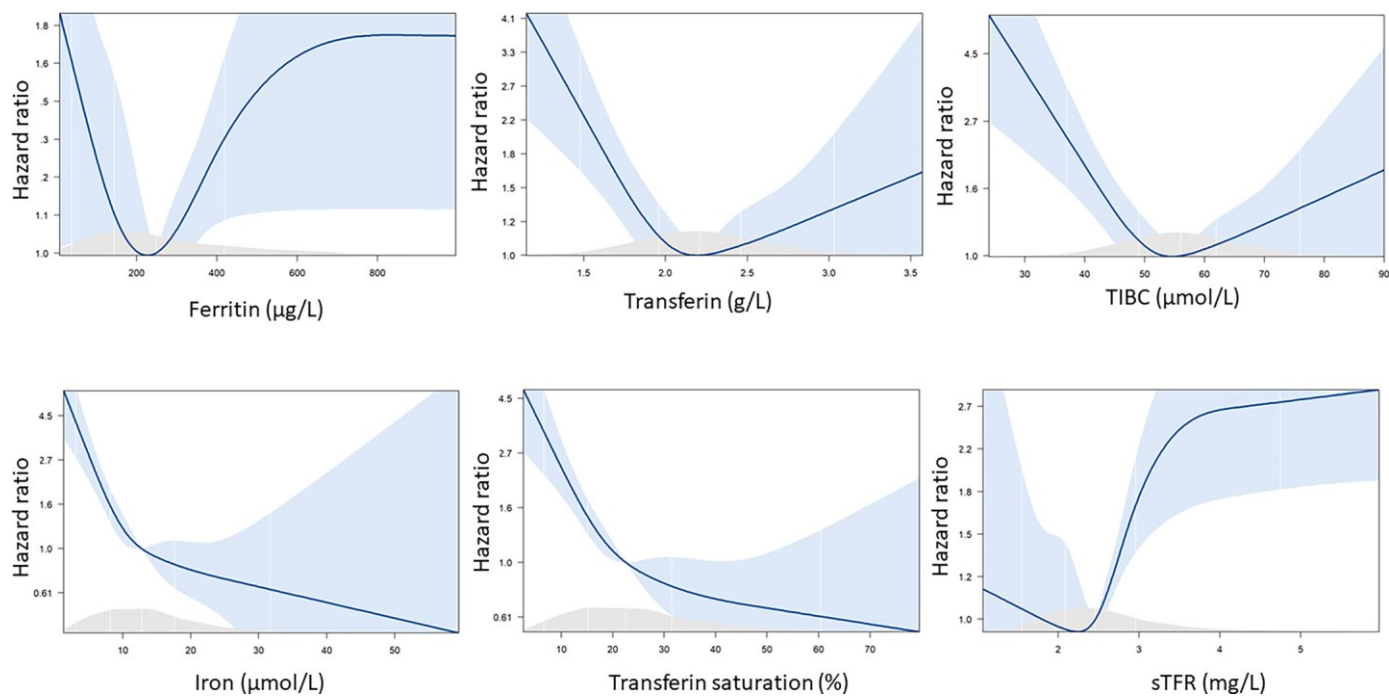 Hazard ratio
1.8
1.6
.5
.3
.2
1.1
1.0
200 400 600 800
Ferritin (µg/L)
Hazard ratio
4.1
3.3
2.7
2.2
1.8
1.5
1.2
1.0
1.5 2.0 2.5 3.0 3.5
Transferin (g/L)
Hazard ratio
4.5
2.7
1.6
1.0
30 40 50 60 70 80 90
TIBC (µmol/L)
Hazard ratio
4.5
2.7
1.6
1.0
0.61
10 20 30 40 50
Iron (µmol/L)
Hazard ratio
4.5
2.7
1.6
1.0
0.61
10 20 30 40 50 60 70
Transferin saturation (%)
Hazard ratio
2.7
2.2
1.8
1.5
1.2
1.0
2 3 4 5
sTFR (mg/L)